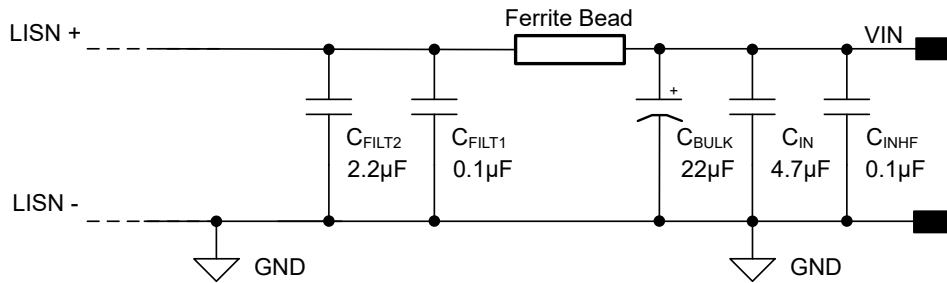 Ferrite Bead
LISN +
VIN
+
CFILT2
2.2µF
CFILT1
0.1µF
CBULK
22µF
CIN
4.7µF
CINHF
0.1µF
LISN -
GND
GND